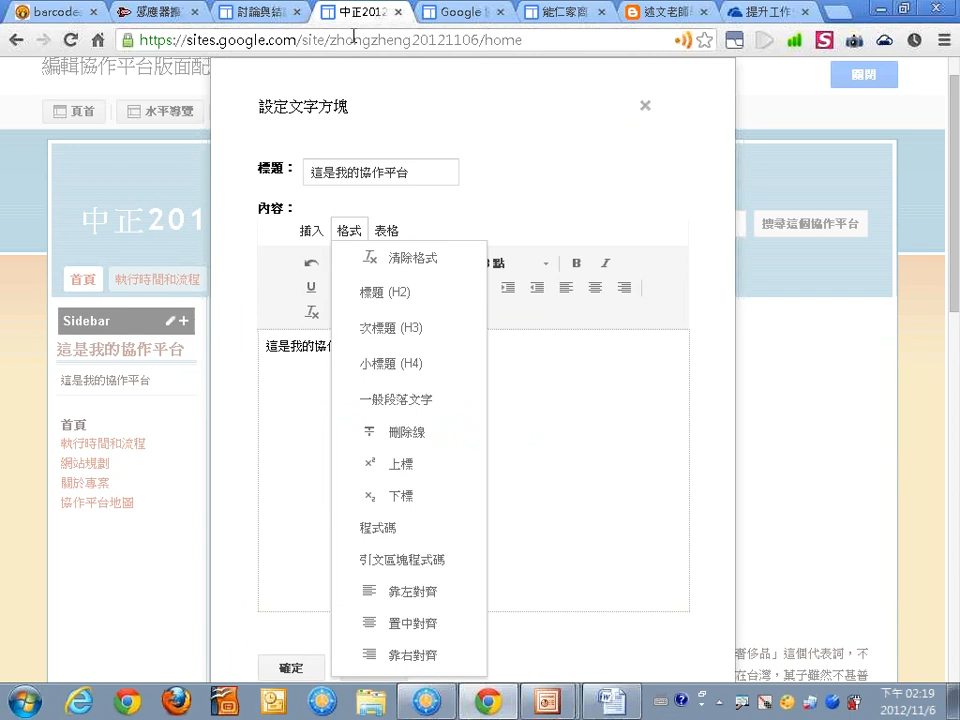 barcodes
感應器
討論與結
中正2012
Google
能仁家商
述文老師
提升工作
https://sites.google.com/site/zhongzheng20121106/home
編輯協作平台版面配
關閉
頁首
水平導覽
設定文字方塊
標題：
這是我的協作平台
內容：
插入
格式
表格
點
B
I
U
清除格式
標題 (H2)
次標題 (H3)
小標題 (H4)
一般段落文字
刪除線
上標
下標
程式碼
引文區塊程式碼
靠左對齊
置中對齊
靠右對齊
這是我的協
確定
中正201
搜尋這個協作平台
首頁
執行時間和流程
Sidebar
這是我的協作平台
這是我的協作平台
首頁
執行時間和流程
網站規劃
關於專案
協作平台地圖
奢侈品」這個代表詞，不
在台灣，菓子雖然不甚普
下午 02:19
2012/11/6